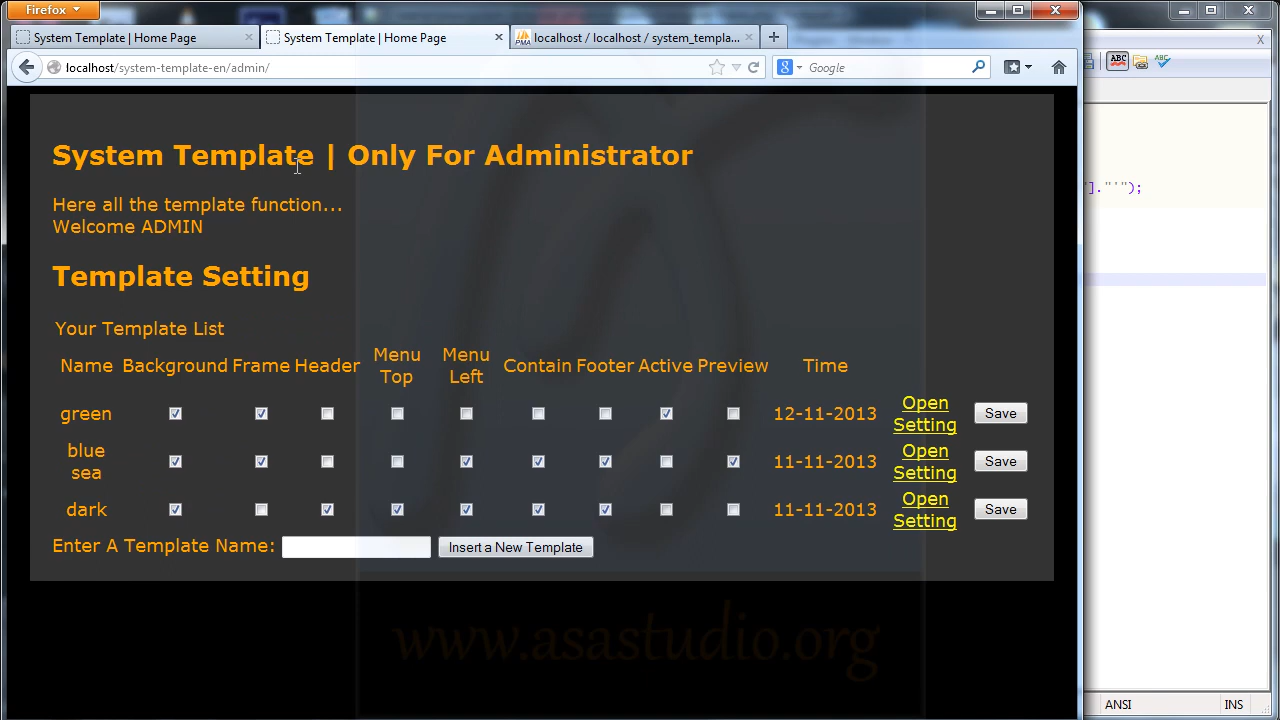 Firefox
System Template | Home Page
System Template | Home Page
PMA localhost / localhost / system_templa...
localhost/system-template-en/admin/
8 Google
ABC
ABC
System Template | Only For Administrator
"]."'");
Here all the template function...
Welcome ADMIN
Template Setting
Your Template List
Name Background Frame Header Menu Top Menu Left Contain Footer Active Preview Time
green 12-11-2013 Open Setting Save
blue sea 11-11-2013 Open Setting Save
dark 11-11-2013 Open Setting Save
Enter A Template Name: Insert a New Template
www.asastudio.org
ANSI INS